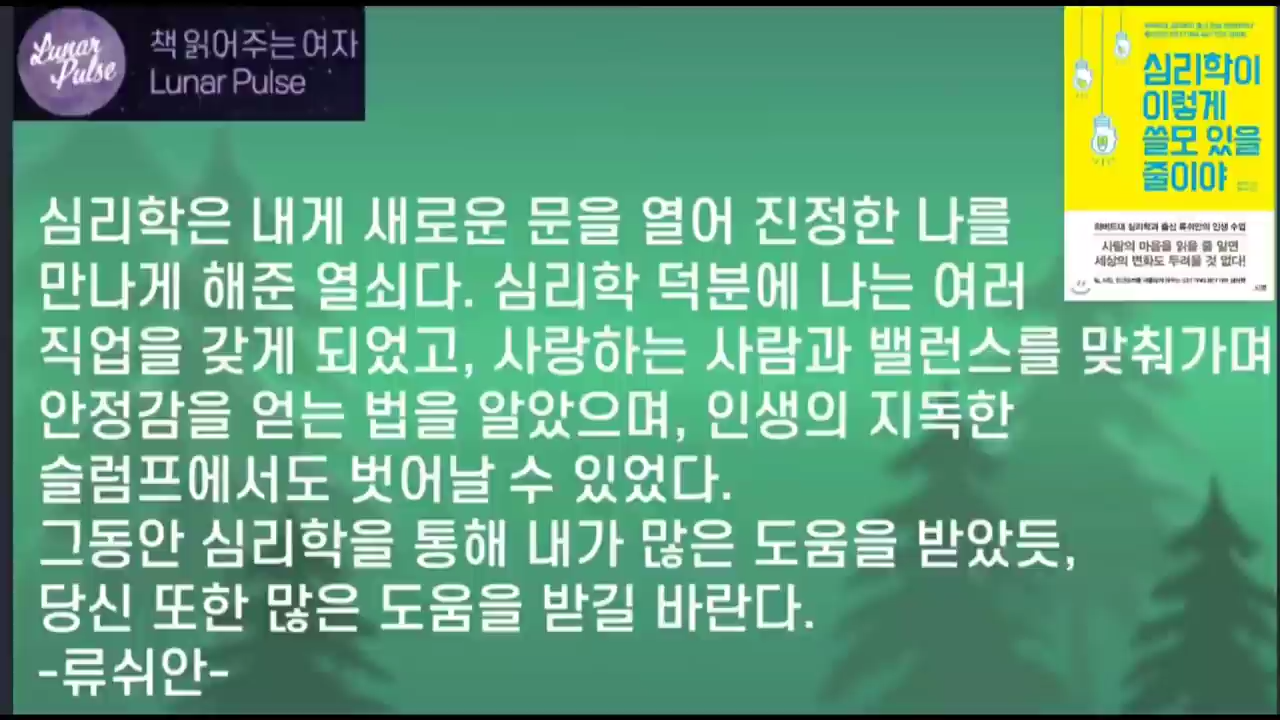 Lunar
Pulse
책 읽어주는 여자
Lunar Pulse
심리학이
이렇게
쓸모 있을
줄이야
하버드대 심리학과 출신 류쉬안의 인생 수업
사람의 마음을 읽을 줄 알면
세상의 변화도 두려울 것 없다!
심리학은 내게 새로운 문을 열어 진정한 나를
만나게 해준 열쇠다. 심리학 덕분에 나는 여러
직업을 갖게 되었고, 사랑하는 사람과 밸런스를 맞춰가며
안정감을 얻는 법을 알았으며, 인생의 지독한
슬럼프에서도 벗어날 수 있었다.
그동안 심리학을 통해 내가 많은 도움을 받았듯,
당신 또한 많은 도움을 받길 바란다.
-류쉬안-